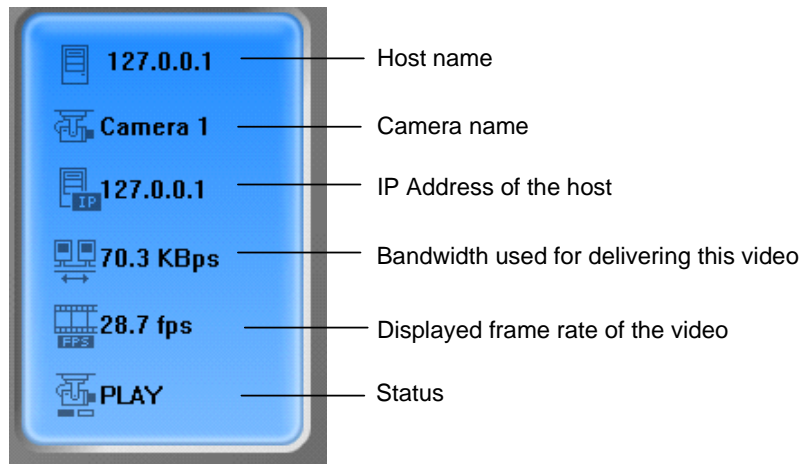 127.0.0.1 Host name
Camera 1 Camera name
IP 127.0.0.1 IP Address of the host
70.3 KBps Bandwidth used for delivering this video
28.7 fps Displayed frame rate of the video
FPS
PLAY Status